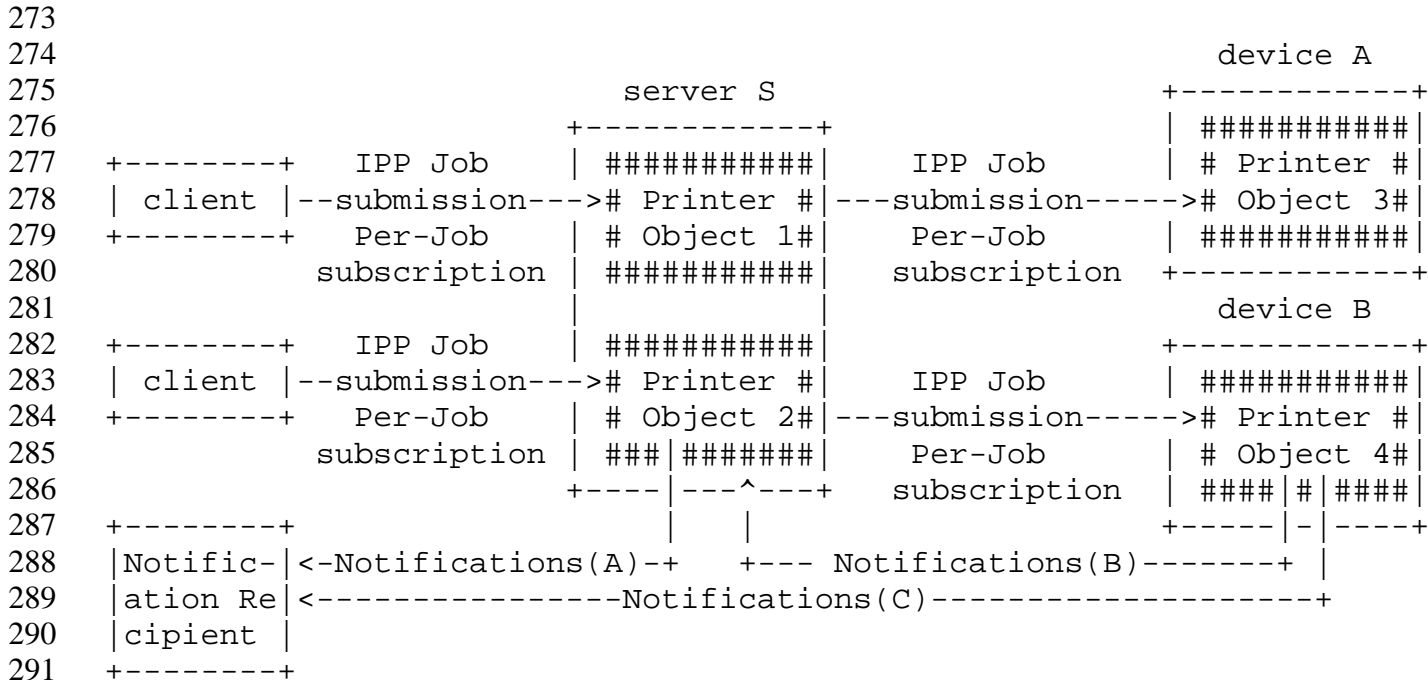 273
274                                                                    device A
275                               server S                         +------------+
276                            +------------+                      | ###########|
277    +--------+   IPP Job    | ###########|    IPP Job           | # Printer #|
278    | client |--submission---># Printer #|---submission-----># Object 3#|
279    +--------+   Per-Job    | # Object 1#|    Per-Job           | ###########|
280               subscription | ###########|   subscription  +------------+
281                            |            |                        device B
282    +--------+   IPP Job    | ###########|                      +------------+
283    | client |--submission---># Printer #|    IPP Job           | ###########|
284    +--------+   Per-Job    | # Object 2#|---submission-----># Printer #|
285               subscription | ###|#######|    Per-Job           | # Object 4#|
286                            +----|---^---+   subscription  | ####|#|####|
287    +--------+                    |   |                      +-----|-|----+
288    |Notific-|<-Notifications(A)-+   +--- Notifications(B)-------+ |
289    |ation Re|<----------------Notifications(C)--------------------+
290    |cipient |
291    +--------+